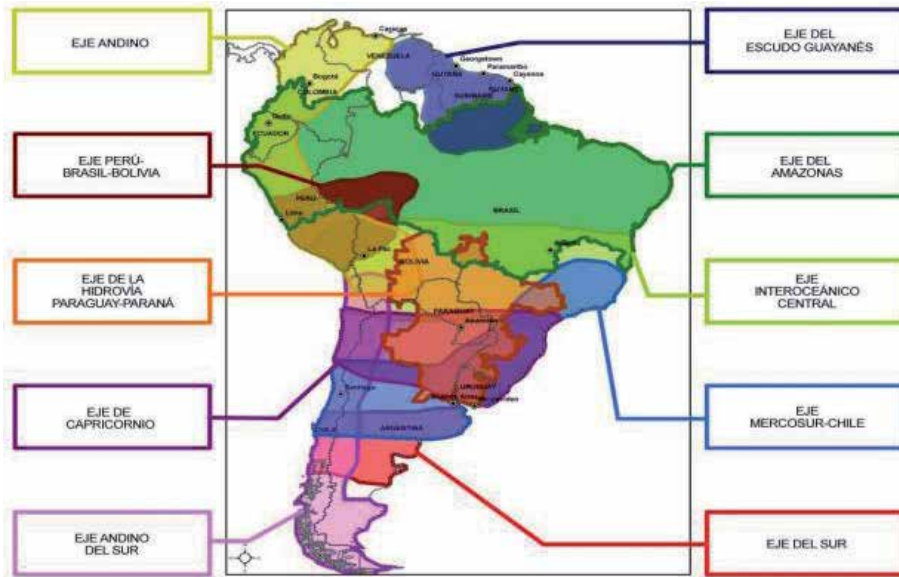 EJE ANDINO
EJE PERÚ-
BRASIL-BOLIVIA
EJE DE LA
HIDROVÍA
PARAGUAY-PARANÁ
EJE DE
CAPRICORNIO
EJE ANDINO
DEL SUR
Caracas
VENEZUELA
Georgetown
Paramaribo
GUYANA
Cayenne
SURINAME
GUYANE
Bogotá
COLOMBIA
Quito
ECUADOR
PERU
Lima
BRASIL
La Paz
BOLIVIA
PARAGUAY
Asunción
URUGUAY
Buenos Aires
Montevideo
Santiago
CHILE
ARGENTINA
EJE DEL
ESCUDO GUAYANÉS
EJE DEL
AMAZONAS
EJE
INTEROCEÁNICO
CENTRAL
EJE
MERCOSUR-CHILE
EJE DEL SUR